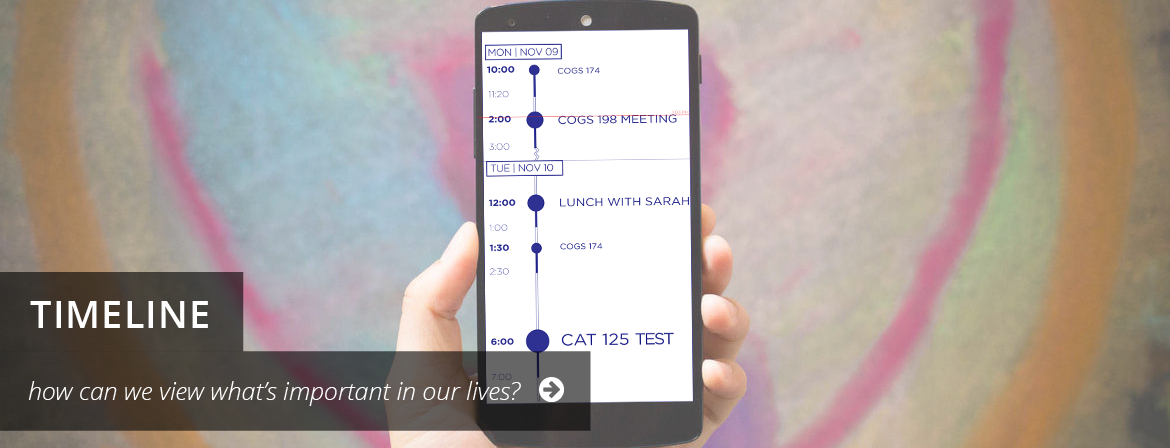 MON | NOV 09
10:00 COGS 174
11:20
2:00 COGS 198 MEETING
3:00
TUE | NOV 10
12:00 LUNCH WITH SARAH
1:00
1:30 COGS 174
2:30
6:00 CAT 125 TEST
7:00
TIMELINE
how can we view what's important in our lives?